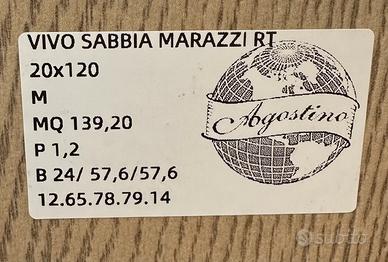 VIVO SABBIA MARAZZI RT
20x120
M
MQ 139,20
P 1,2
B 24/ 57,6/57,6
12.65.78.79.14
Agostino
subito